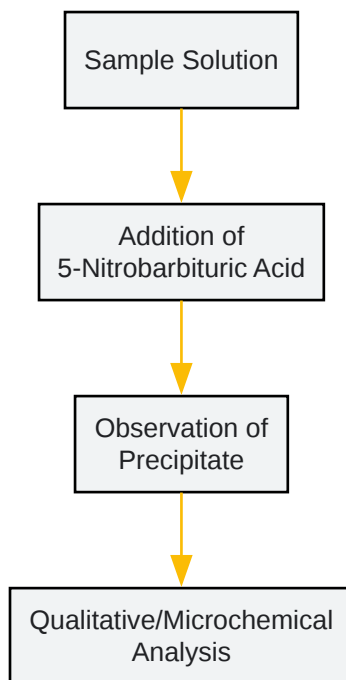 Sample Solution
Addition of
5-Nitrobarbituric Acid
Observation of
Precipitate
Qualitative/Microchemical
Analysis